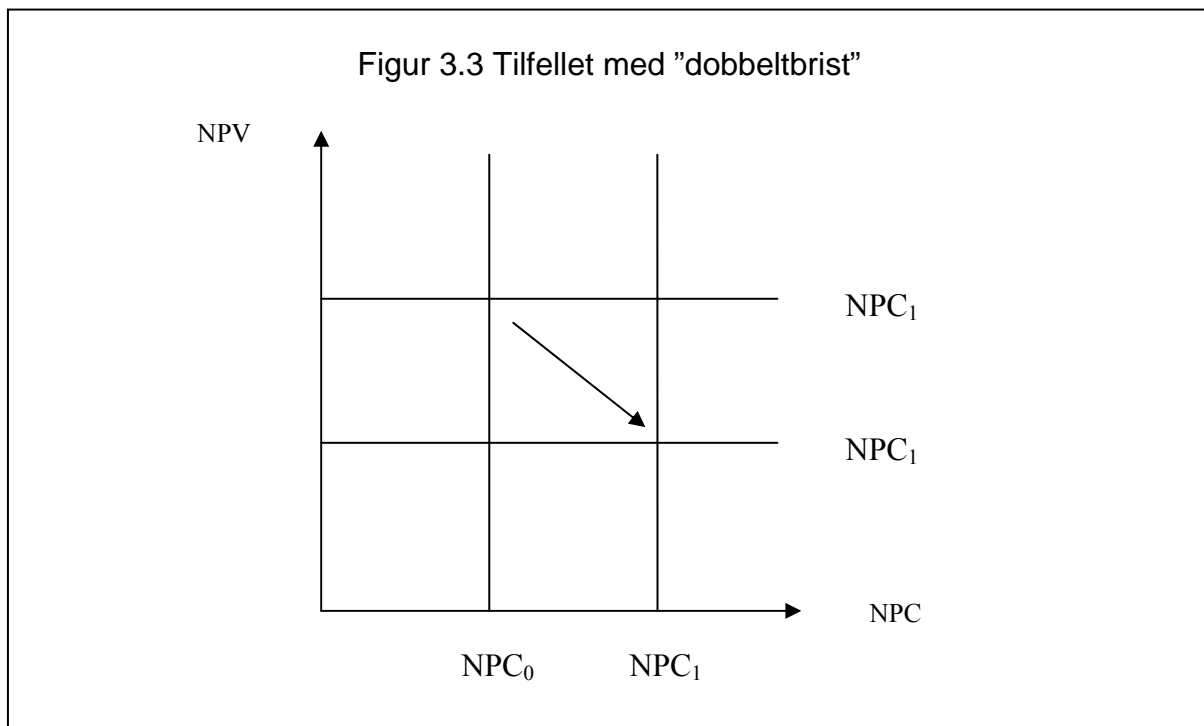 Figur 3.3 Tilfellet med ”dobbeltbrist”
NPV
NPC₁
NPC₁
NPC
NPC₀ NPC₁